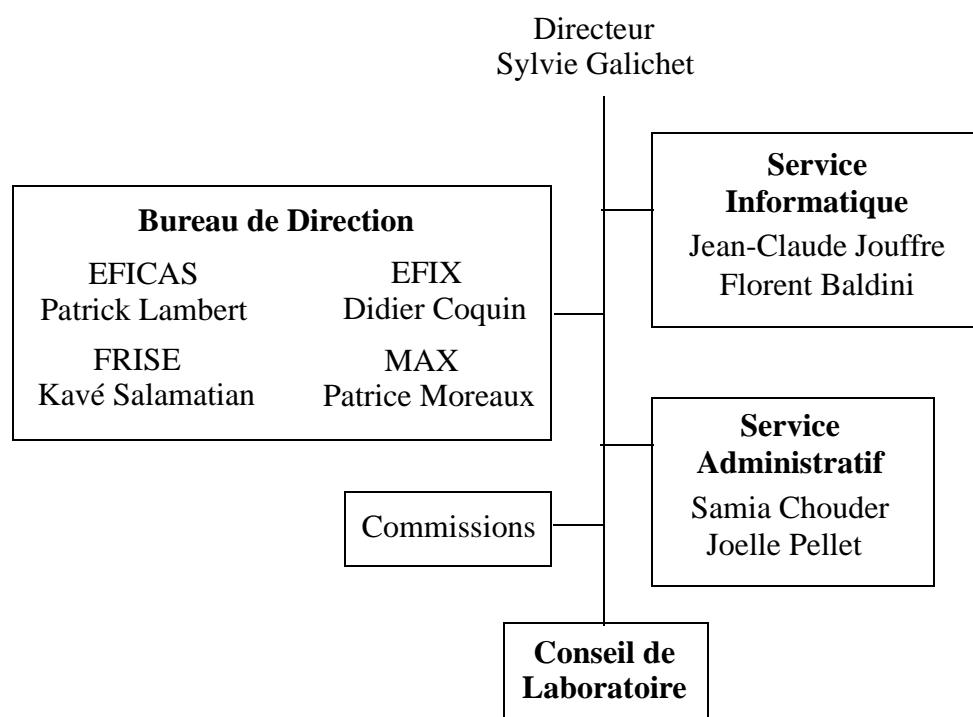 Directeur
Sylvie Galichet
Service
Informatique
Jean-Claude Jouffre
Florent Baldini
Bureau de Direction
EFICAS
Patrick Lambert
EFIX
Didier Coquin
FRISE
Kavé Salamatian
MAX
Patrice Moreaux
Service
Administratif
Samia Chouder
Joelle Pellet
Commissions
Conseil de
Laboratoire